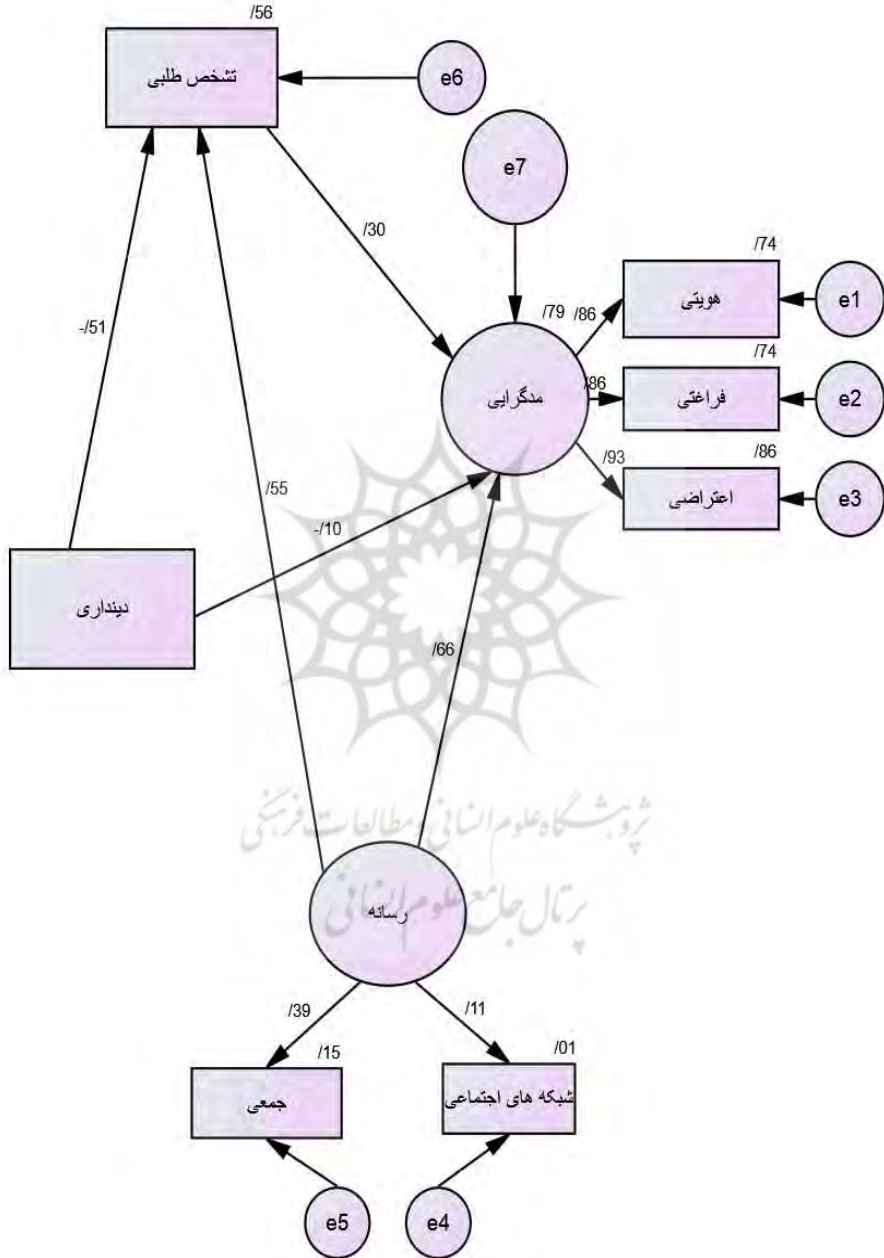 /56
تشخص طلبی
e6
e7
/30
/74
هویتی
e1
/79
/86
-/51
/74
مدگرایی
/86
فراغتی
e2
/93
/86
اعتراضی
e3
/55
-/10
دینداری
/66
پژوهشگاه علوم انسانی و مطالعات فرهنگی
پرتال جامع علوم انسانی
رسانه
/39
/11
/15
/01
جمعی
شبکه های اجتماعی
e5
e4